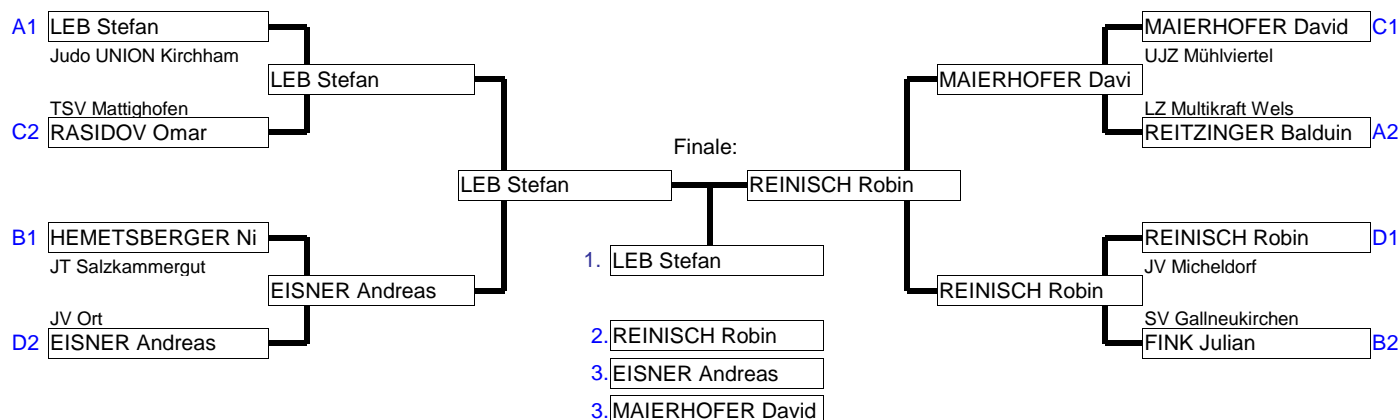 A1 LEB Stefan
Judo UNION Kirchham
LEB Stefan
TSV Mattighofen
C2 RASIDOV Omar
LEB Stefan
B1 HEMETSBERGER Ni
JT Salzkammergut
EISNER Andreas
JV Ort
D2 EISNER Andreas
Finale:
1. LEB Stefan
2. REINISCH Robin
3. EISNER Andreas
3. MAIERHOFER David
MAIERHOFER David C1
UJZ Mühlviertel
MAIERHOFER Davi
LZ Multikraft Wels
REITZINGER Balduin A2
REINISCH Robin
REINISCH Robin D1
JV Micheldorf
REINISCH Robin
SV Gallneukirchen
FINK Julian B2